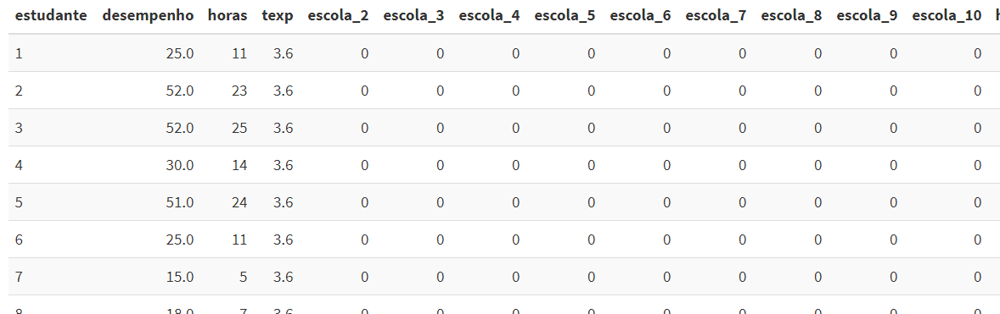 estudante desempenho horas texp escola_2 escola_3 escola_4 escola_5 escola_6 escola_7 escola_8 escola_9 escola_10
1 25.0 11 3.6 0 0 0 0 0 0 0 0 0
2 52.0 23 3.6 0 0 0 0 0 0 0 0 0
3 52.0 25 3.6 0 0 0 0 0 0 0 0 0
4 30.0 14 3.6 0 0 0 0 0 0 0 0 0
5 51.0 24 3.6 0 0 0 0 0 0 0 0 0
6 25.0 11 3.6 0 0 0 0 0 0 0 0 0
7 15.0 5 3.6 0 0 0 0 0 0 0 0 0
8 18.0 7 3.6 0 0 0 0 0 0 0 0 0